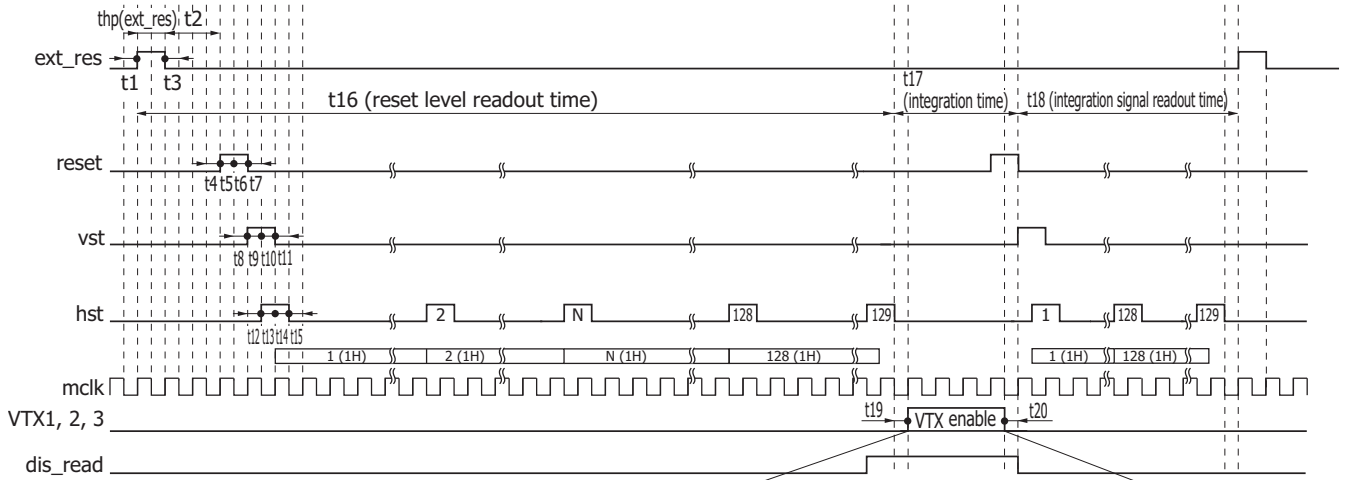 thp(ext_res) t2
ext_res
t1 t3
t16 (reset level readout time)
t17
(integration time)
t18 (integration signal readout time)
reset
t4 t5 t6 t7
vst
t8 t9 t10 t11
hst
2 N 128 129 1 128 129
t12 t13 t14 t15
1 (1H) 2 (1H) N (1H) 128 (1H) 1 (1H) 128 (1H)
mclk
VTX1, 2, 3
t19 VTX enable t20
dis_read